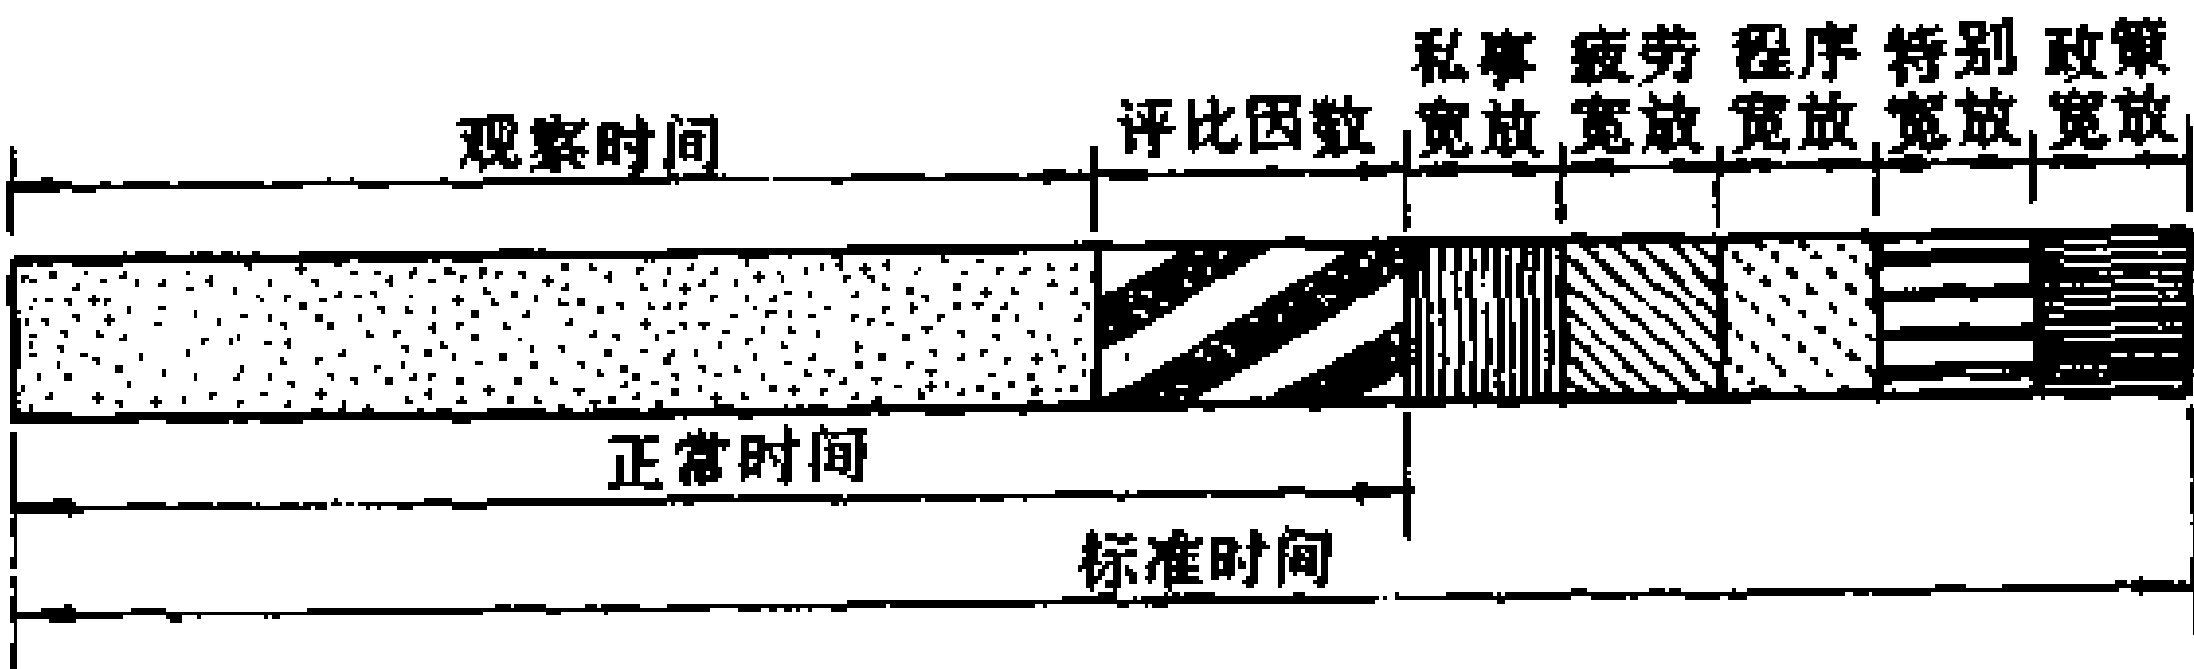 观察时间
评比因数
私事宽放
疲劳宽放
程序宽放
特别宽放
政策宽放
正常时间
标准时间